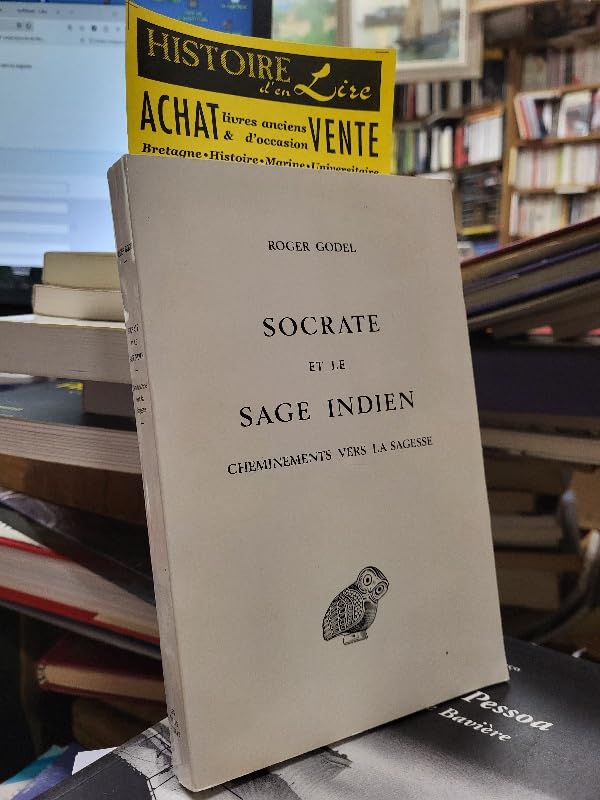 HISTOIRE
d'en Lire
ACHAT livres anciens VENTE
& d'occasion
Bretagne • Histoire • Marine • Universitaire
ROGER GODEL
SOCRATE
ET LE
SAGE INDIEN
CHEMINEMENTS VERS LA SAGESSE
Pessoa
Bavière